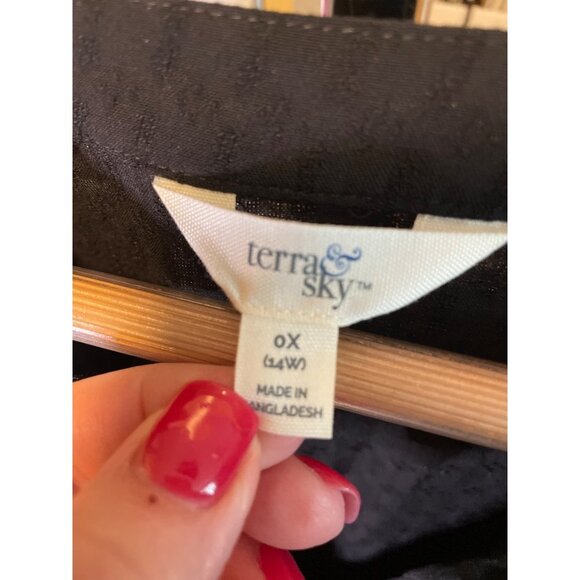 terra &
sky™
0X
(14W)
MADE IN
ANGLADESH